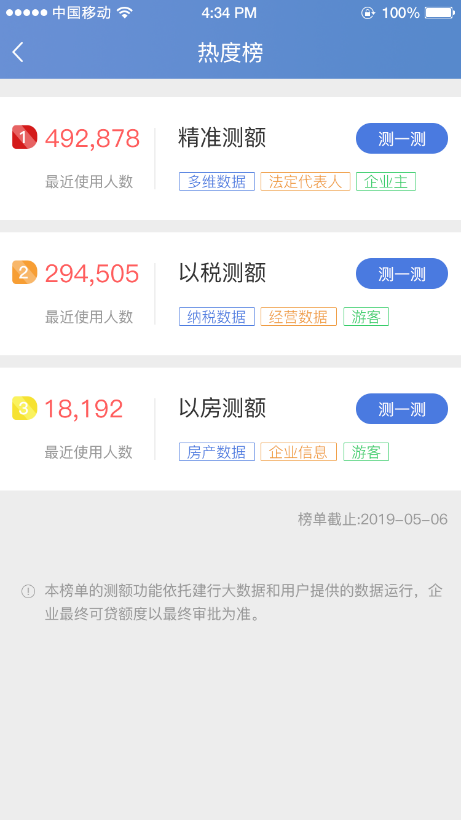 中国移动 4:34 PM 100%
热度榜
1 492,878 精准测额 测一测
最近使用人数 多维数据 法定代表人 企业主
2 294,505 以税测额 测一测
最近使用人数 纳税数据 经营数据 游客
3 18,192 以房测额 测一测
最近使用人数 房产数据 企业信息 游客
榜单截止:2019-05-06
本榜单的测额功能依托建行大数据和用户提供的数据运行，企
业最终可贷额度以最终审批为准。